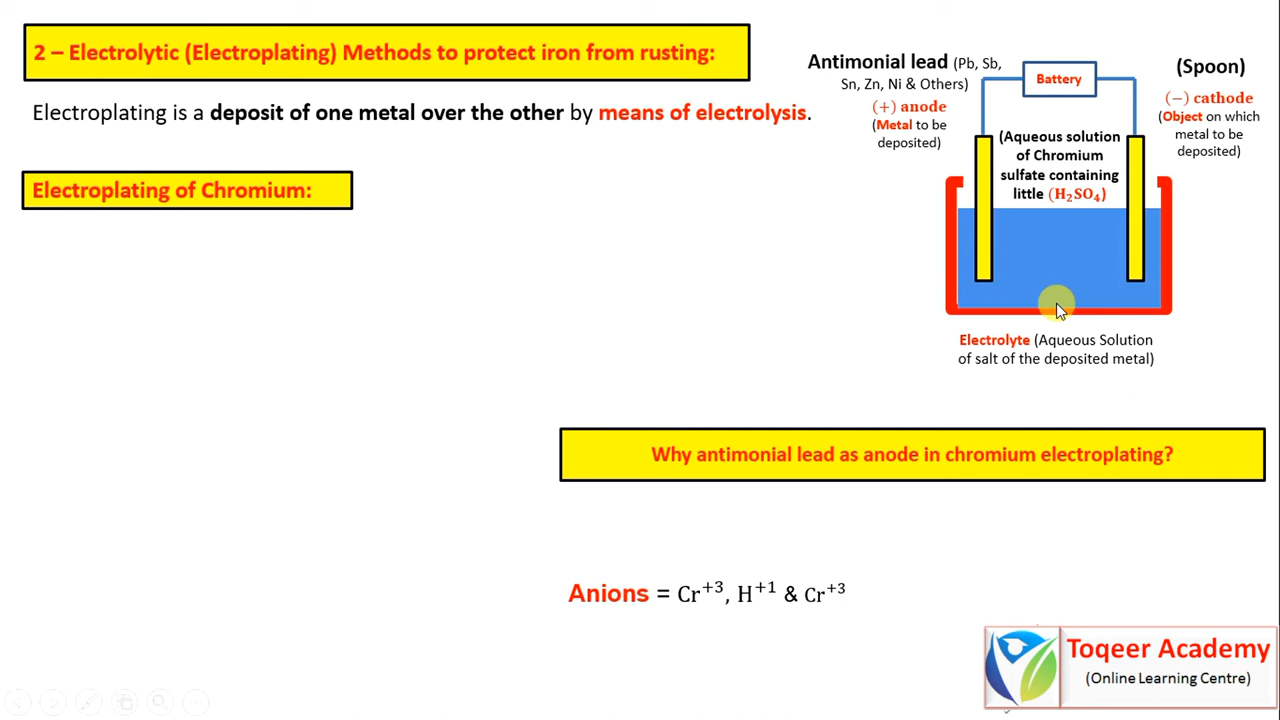 2 – Electrolytic (Electroplating) Methods to protect iron from rusting:
Electroplating is a deposit of one metal over the other by means of electrolysis.
Electroplating of Chromium:
Antimonial lead (Pb, Sb,
Sn, Zn, Ni & Others)
(+) anode
(Metal to be
deposited)
Battery
(Spoon)
(−) cathode
(Object on which
metal to be
deposited)
(Aqueous solution
of Chromium
sulfate containing
little (H₂SO₄)
Electrolyte (Aqueous Solution
of salt of the deposited metal)
Why antimonial lead as anode in chromium electroplating?
Anions = Cr⁺³, H⁺¹ & Cr⁺³
Toqeer Academy
(Online Learning Centre)